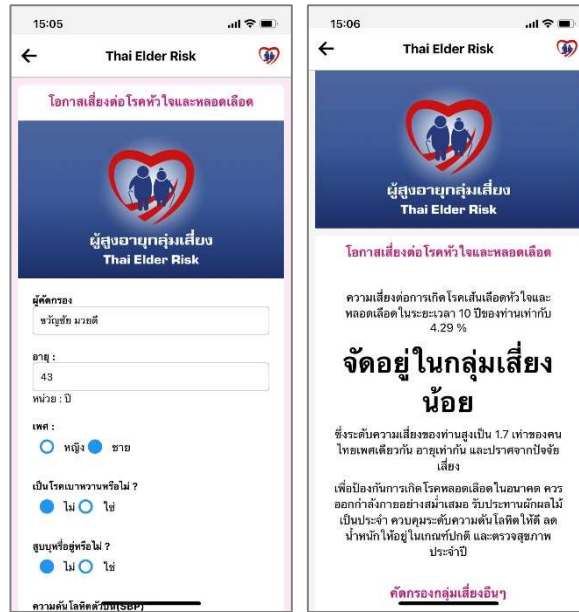 15:05
Thai Elder Risk
โอกาสเสี่ยงต่อโรคหัวใจและหลอดเลือด
ผู้สูงอายุกลุ่มเสี่ยง
Thai Elder Risk
ผู้คัดกรอง
ขวัญชัย มวยดี
อายุ :
43
หน่วย : ปี
เพศ :
หญิง ชาย
เป็นโรคเบาหวานหรือไม่ ?
ไม่ ใช่
สูบบุหรี่อยู่หรือไม่ ?
ไม่ ใช่
ความดันโลหิตตัวบน(SBP)
15:06
Thai Elder Risk
ผู้สูงอายุกลุ่มเสี่ยง
Thai Elder Risk
โอกาสเสี่ยงต่อโรคหัวใจและหลอดเลือด
ความเสี่ยงต่อการเกิดโรคเส้นเลือดหัวใจและ
หลอดเลือดในระยะเวลา 10 ปีของท่านเท่ากับ
4.29 %
จัดอยู่ในกลุ่มเสี่ยง
น้อย
ซึ่งระดับความเสี่ยงของท่านสูงเป็น 1.7 เท่าของคน
ไทยเพศเดียวกัน อายุเท่ากัน และปราศจากปัจจัย
เสี่ยง
เพื่อป้องกันการเกิดโรคหลอดเลือดในอนาคต ควร
ออกกำลังกายอย่างสม่ำเสมอ รับประทานผักผลไม้
เป็นประจำ ควบคุมระดับความดันโลหิตให้ดี ลด
น้ำหนักให้อยู่ในเกณฑ์ปกติ และตรวจสุขภาพ
ประจำปี
คัดกรองกลุ่มเสี่ยงอื่นๆ